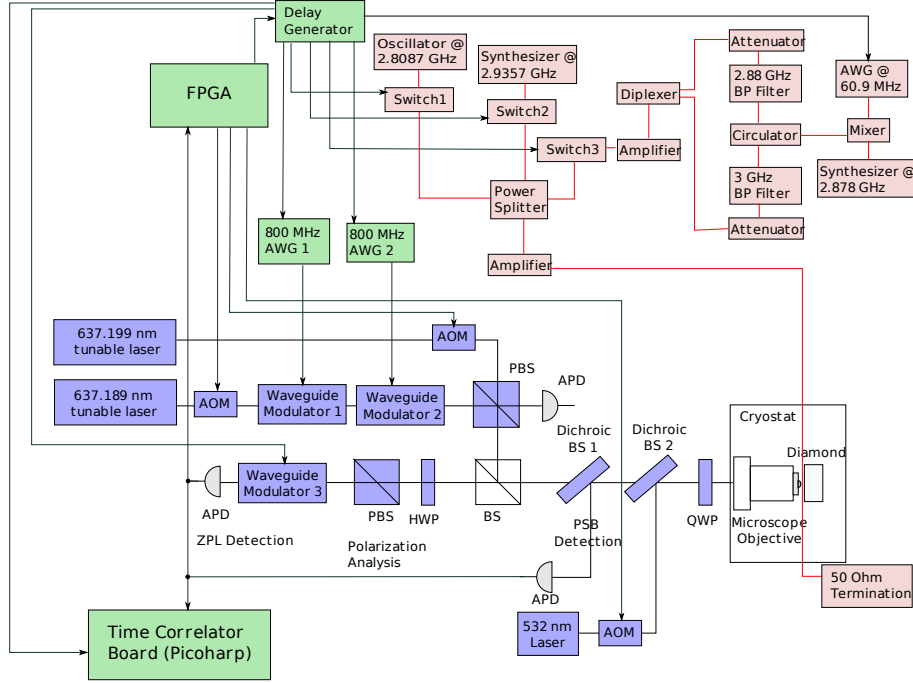 Delay
Generator
FPGA
Oscillator @
2.8087 GHz
Switch1
Synthesizer @
2.9357 GHz
Switch2
Switch3
Diplexer
Amplifier
Attenuator
2.88 GHz
BP Filter
Circulator
3 GHz
BP Filter
Attenuator
AWG @
60.9 MHz
Mixer
Synthesizer @
2.878 GHz
Power
Splitter
Amplifier
800 MHz
AWG 1
800 MHz
AWG 2
637.199 nm
tunable laser
AOM
637.189 nm
tunable laser
AOM
Waveguide
Modulator 1
Waveguide
Modulator 2
PBS
APD
Dichroic
BS 1
Dichroic
BS 2
Cryostat
Diamond
Microscope
Objective
QWP
APD
Waveguide
Modulator 3
PBS
HWP
BS
PSB
Detection
ZPL Detection
Polarization
Analysis
APD
50 Ohm
Termination
532 nm
Laser
AOM
Time Correlator
Board (Picoharp)